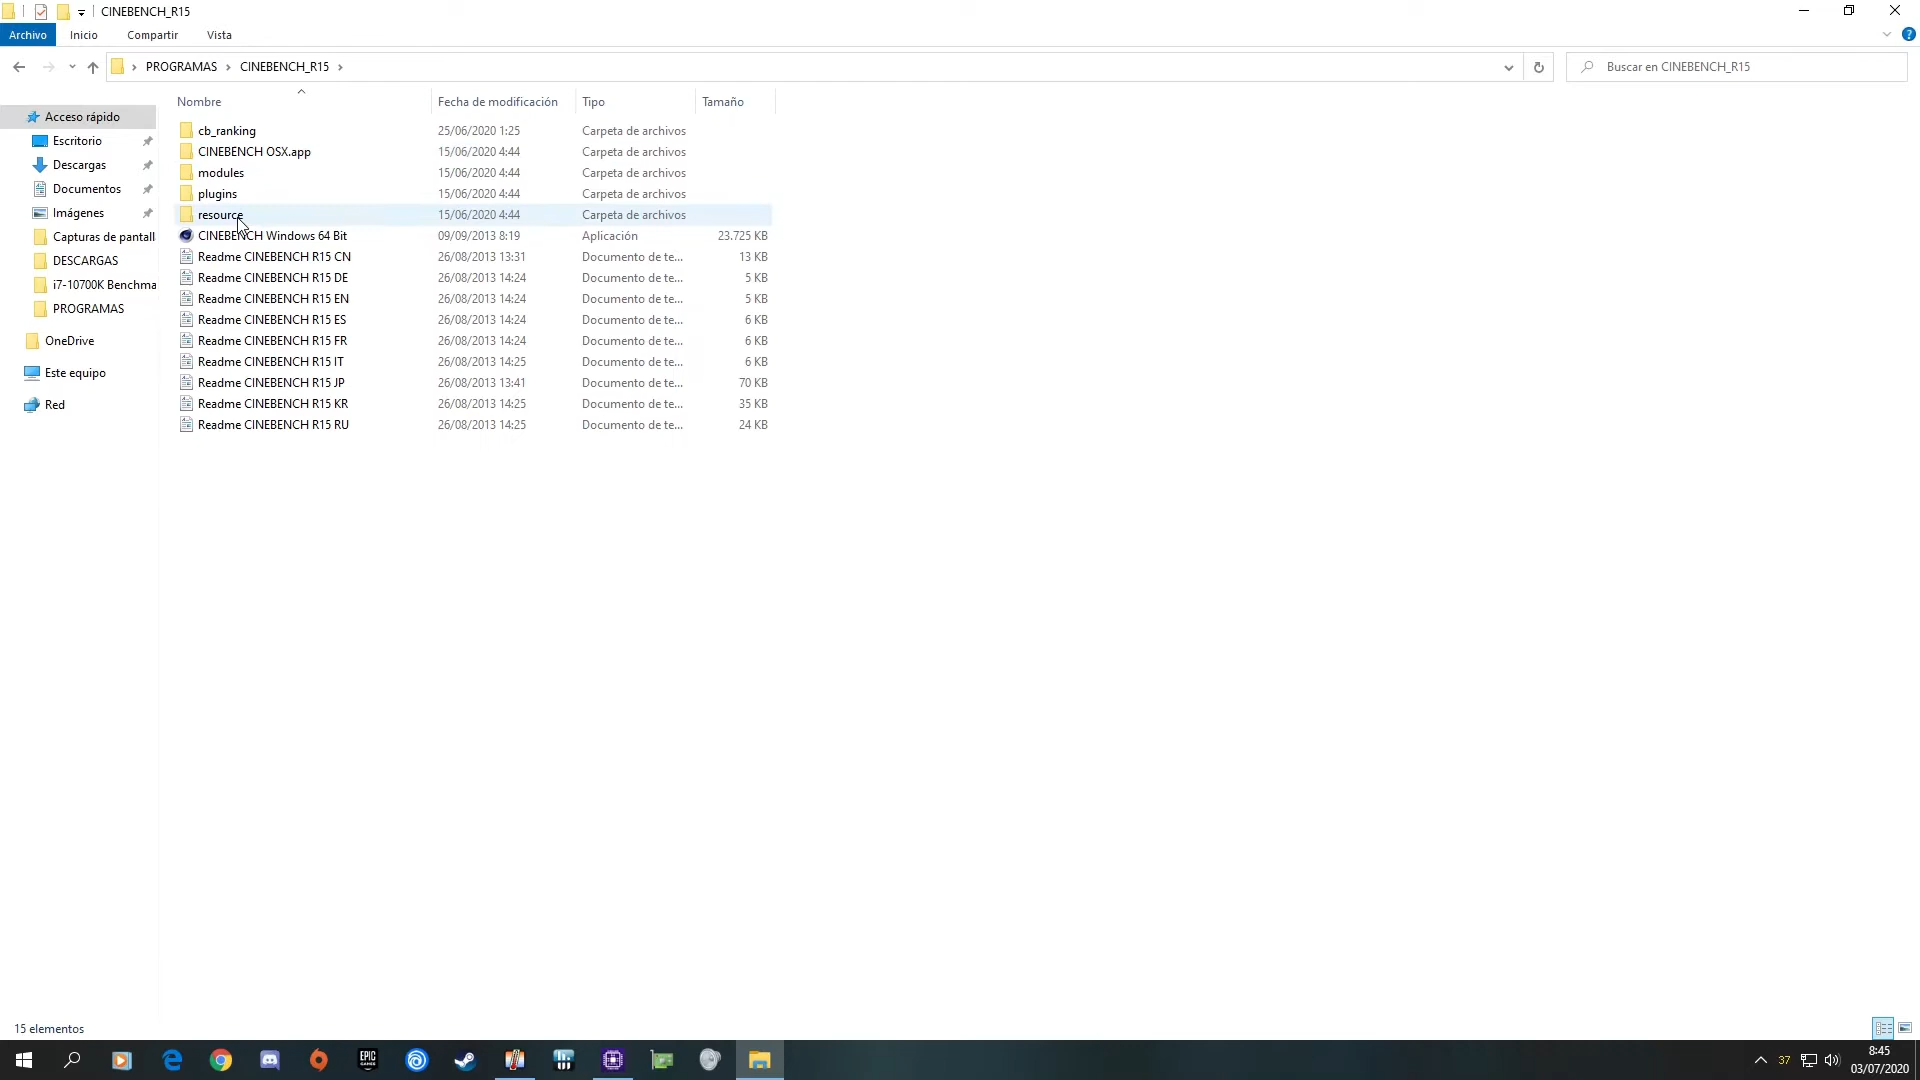 CINEBENCH_R15
Archivo Inicio Compartir Vista
PROGRAMAS CINEBENCH_R15 Buscar en CINEBENCH_R15
Acceso rápido
Escritorio
Descargas
Documentos
Imágenes
Capturas de pantall
DESCARGAS
i7-10700K Benchma
PROGRAMAS
OneDrive
Este equipo
Red
Nombre Fecha de modificación Tipo Tamaño
cb_ranking 25/06/2020 1:25 Carpeta de archivos
CINEBENCH OSX.app 15/06/2020 4:44 Carpeta de archivos
modules 15/06/2020 4:44 Carpeta de archivos
plugins 15/06/2020 4:44 Carpeta de archivos
resource 15/06/2020 4:44 Carpeta de archivos
CINEBENCH Windows 64 Bit 09/09/2013 8:19 Aplicación 23.725 KB
Readme CINEBENCH R15 CN 26/08/2013 13:31 Documento de te... 13 KB
Readme CINEBENCH R15 DE 26/08/2013 14:24 Documento de te... 5 KB
Readme CINEBENCH R15 EN 26/08/2013 14:24 Documento de te... 5 KB
Readme CINEBENCH R15 ES 26/08/2013 14:24 Documento de te... 6 KB
Readme CINEBENCH R15 FR 26/08/2013 14:24 Documento de te... 6 KB
Readme CINEBENCH R15 IT 26/08/2013 14:25 Documento de te... 6 KB
Readme CINEBENCH R15 JP 26/08/2013 13:41 Documento de te... 70 KB
Readme CINEBENCH R15 KR 26/08/2013 14:25 Documento de te... 35 KB
Readme CINEBENCH R15 RU 26/08/2013 14:25 Documento de te... 24 KB
15 elementos
EPIC GAMES
37
8:45
03/07/2020